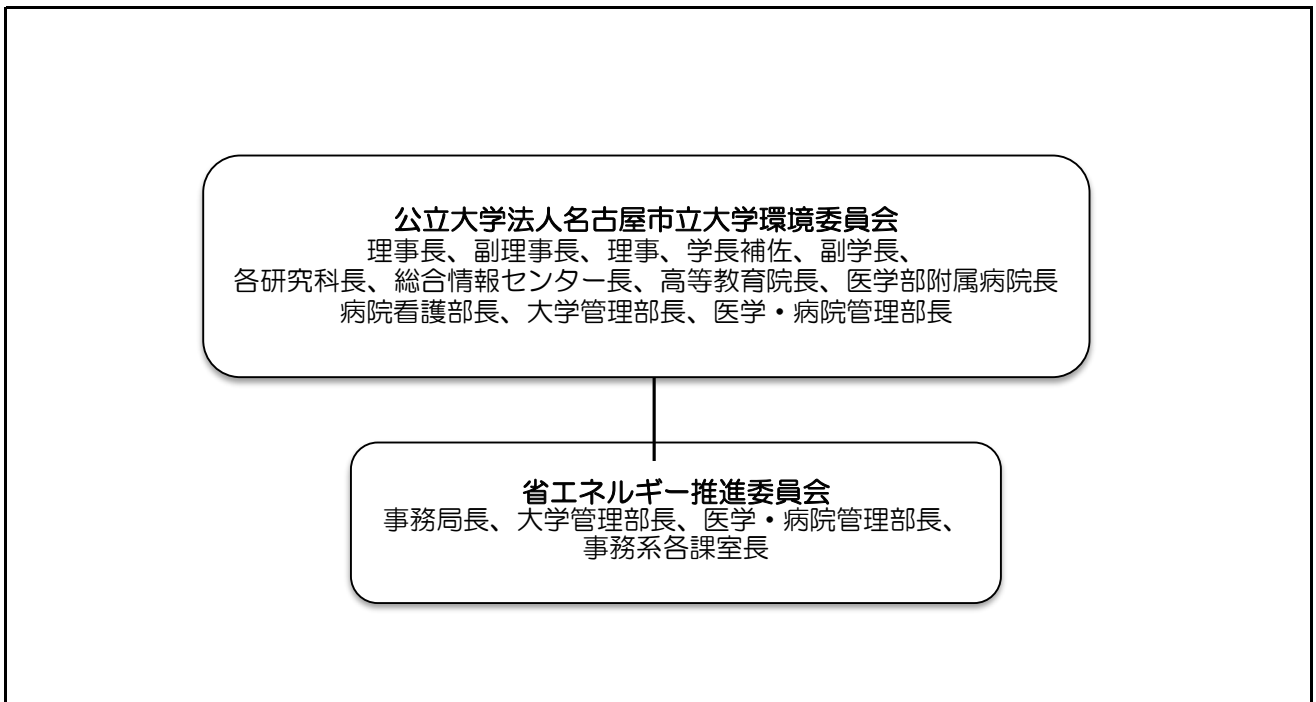 公立大学法人名古屋市立大学環境委員会
理事長、副理事長、理事、学長補佐、副学長、
各研究科長、総合情報センター長、高等教育院長、医学部附属病院長
病院看護部長、大学管理部長、医学・病院管理部長
省エネルギー推進委員会
事務局長、大学管理部長、医学・病院管理部長、
事務系各課室長